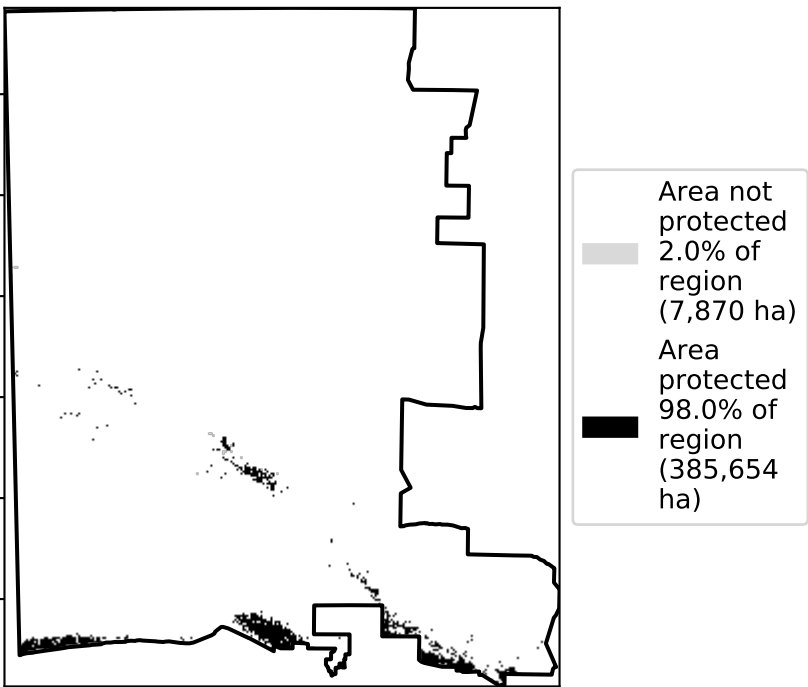 Area not
protected
2.0% of
region
(7,870 ha)
Area
protected
98.0% of
region
(385,654
ha)